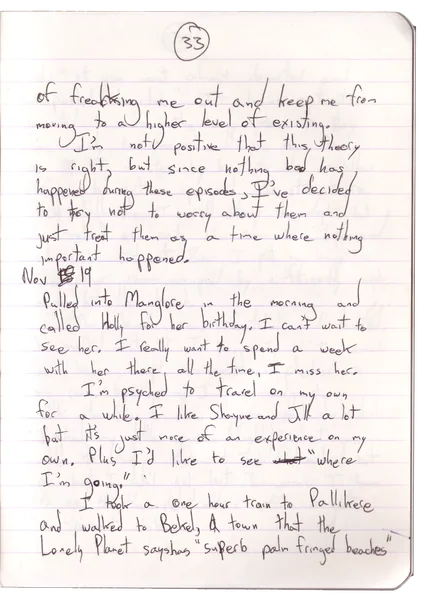 33
of freaking me out and keep me from
moving to a higher level of existing.
I'm not positive that this theory
is right, but since nothing bad has
happened during these episodes, I've decided
to try not to worry about them and
just treat them as a time where nothing
important happened.
Nov 19
Pulled into Manglore in the morning and
called Holly for her birthday. I can't wait to
see her. I really want to spend a week
with her there all the time, I miss her.
I'm psyched to travel on my own
for a while. I like Shayne and Jill a lot
but it's just more of an experience on my
own. Plus I'd like to see "where
I'm going."
I took a one hour train to Pallikese
and walked to Bekel, A town that the
Lonely Planet says has "superb palm fringed beaches"